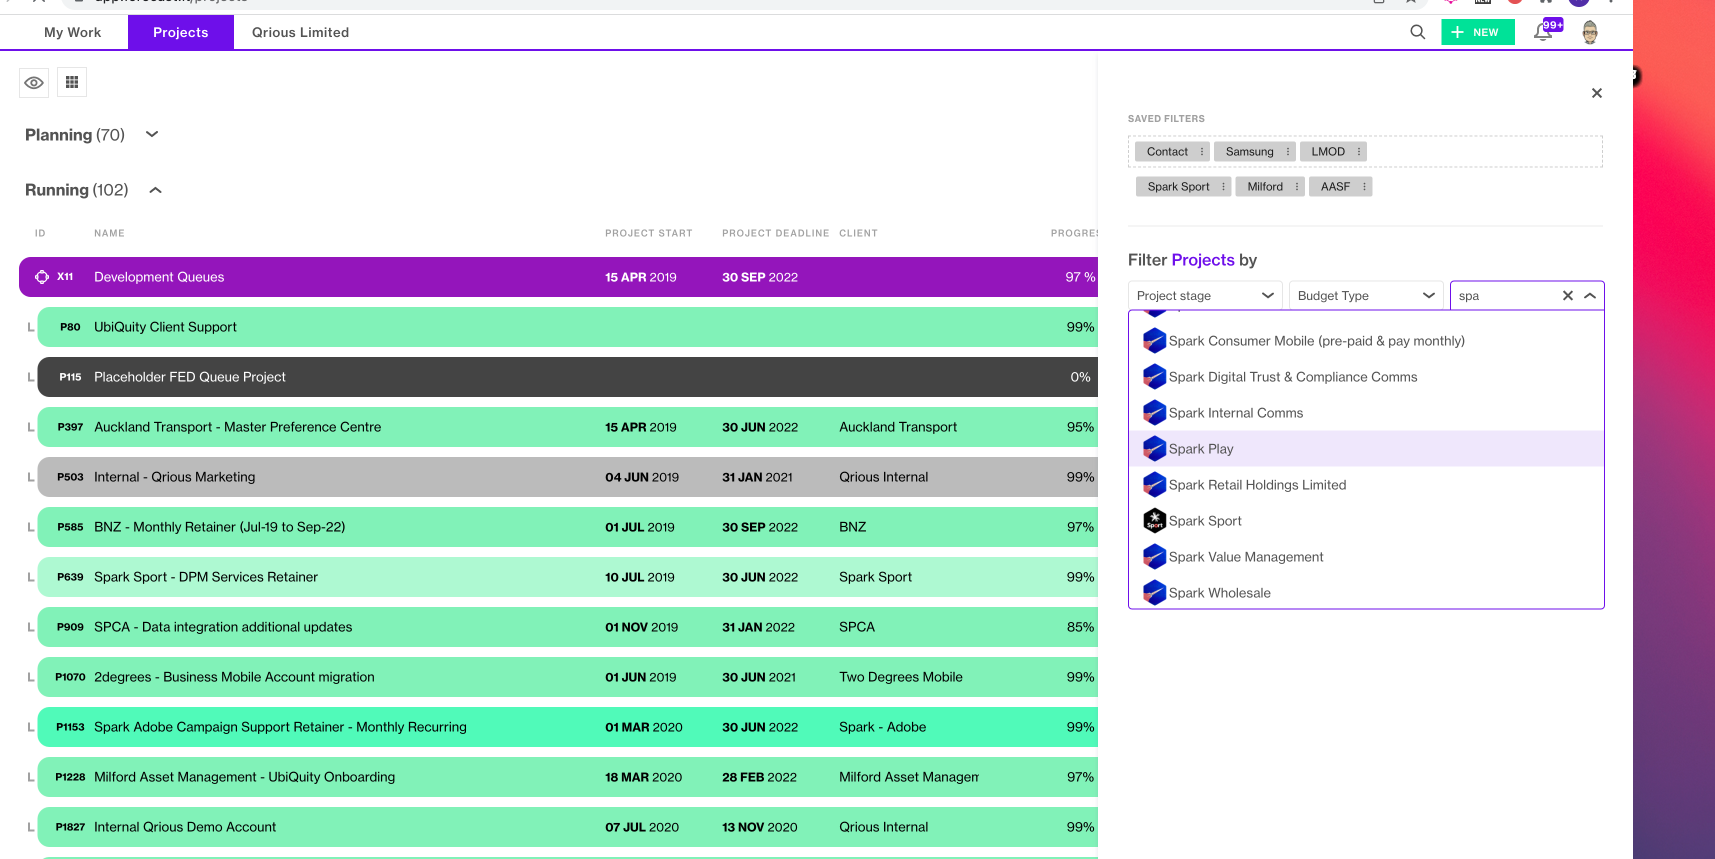 My Work
Projects
Qrious Limited
NEW
99+
SAVED FILTERS
Contact
Samsung
LMOD
Spark Sport
Milford
AASF
Planning (70)
Running (102)
Filter Projects by
Project stage
Budget Type
spa
Spark Consumer Mobile (pre-paid & pay monthly)
Spark Digital Trust & Compliance Comms
Spark Internal Comms
Spark Play
Spark Retail Holdings Limited
Sport Spark Sport
Spark Value Management
Spark Wholesale
ID NAME PROJECT START PROJECT DEADLINE CLIENT PROGRES
X11 Development Queues 15 APR 2019 30 SEP 2022 97 %
P80 UbiQuity Client Support 99%
P115 Placeholder FED Queue Project 0%
P397 Auckland Transport - Master Preference Centre 15 APR 2019 30 JUN 2022 Auckland Transport 95%
P503 Internal - Qrious Marketing 04 JUN 2019 31 JAN 2021 Qrious Internal 99%
P585 BNZ - Monthly Retainer (Jul-19 to Sep-22) 01 JUL 2019 30 SEP 2022 BNZ 97%
P639 Spark Sport - DPM Services Retainer 10 JUL 2019 30 JUN 2022 Spark Sport 99%
P909 SPCA - Data integration additional updates 01 NOV 2019 31 JAN 2022 SPCA 85%
P1070 2degrees - Business Mobile Account migration 01 JUN 2019 30 JUN 2021 Two Degrees Mobile 99%
P1153 Spark Adobe Campaign Support Retainer - Monthly Recurring 01 MAR 2020 30 JUN 2022 Spark - Adobe 99%
P1228 Milford Asset Management - UbiQuity Onboarding 18 MAR 2020 28 FEB 2022 Milford Asset Managem 97%
P1827 Internal Qrious Demo Account 07 JUL 2020 13 NOV 2020 Qrious Internal 99%